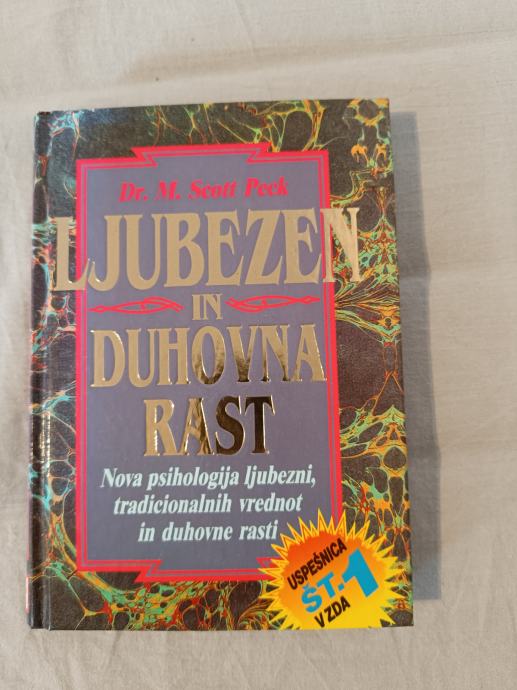 Dr. M. Scott Peck
LJUBEZEN
IN
DUHOVNA
RAST
Nova psihologija ljubezni,
tradicionalnih vrednot
in duhovne rasti
USPEŠNICA
ŠT. 1
V ZDA